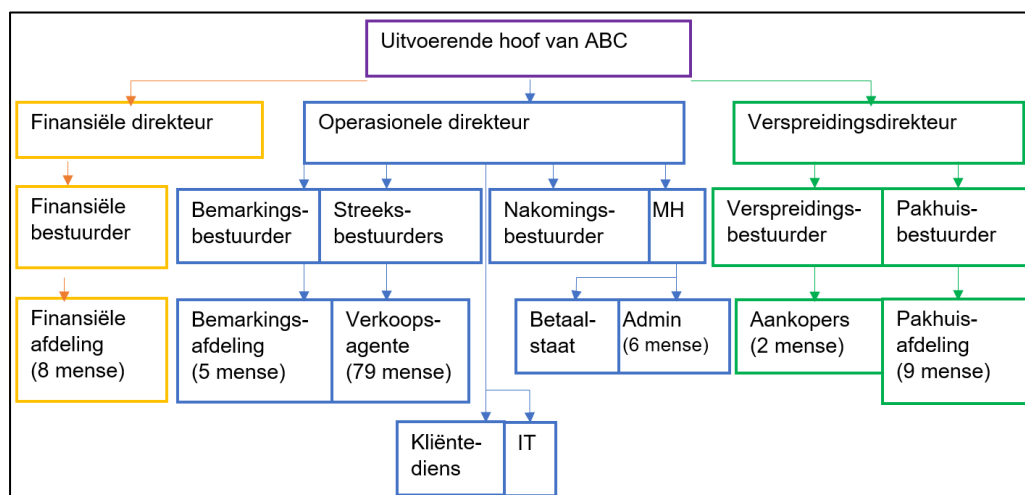 Uitvoerende hoof van ABC
Finansiële direkteur
Operasionele direkteur
Verspreidingsdirekteur
Finansiële
bestuurder
Bemarkings-
bestuurder
Streeks-
bestuurders
Nakomings-
bestuurder
MH
Verspreidings-
bestuurder
Pakhuis-
bestuurder
Finansiële
afdeling
(8 mense)
Bemarkings-
afdeling
(5 mense)
Verkoops-
agente
(79 mense)
Betaal-
staat
Admin
(6 mense)
Aankopers
(2 mense)
Pakhuis-
afdeling
(9 mense)
Kliënte-
diens
IT